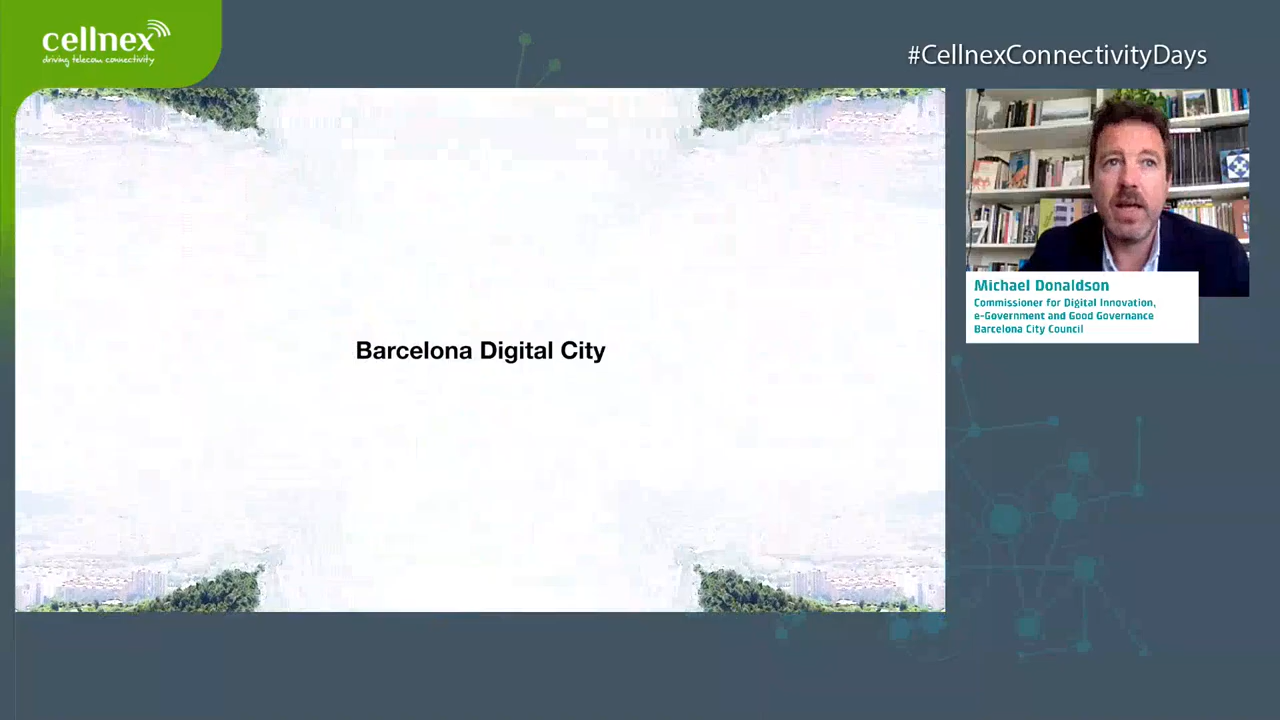 cellnex
driving telecom connectivity
#CellnexConnectivityDays
Barcelona Digital City
Michael Donaldson
Commissioner for Digital Innovation,
e-Government and Good Governance
Barcelona City Council